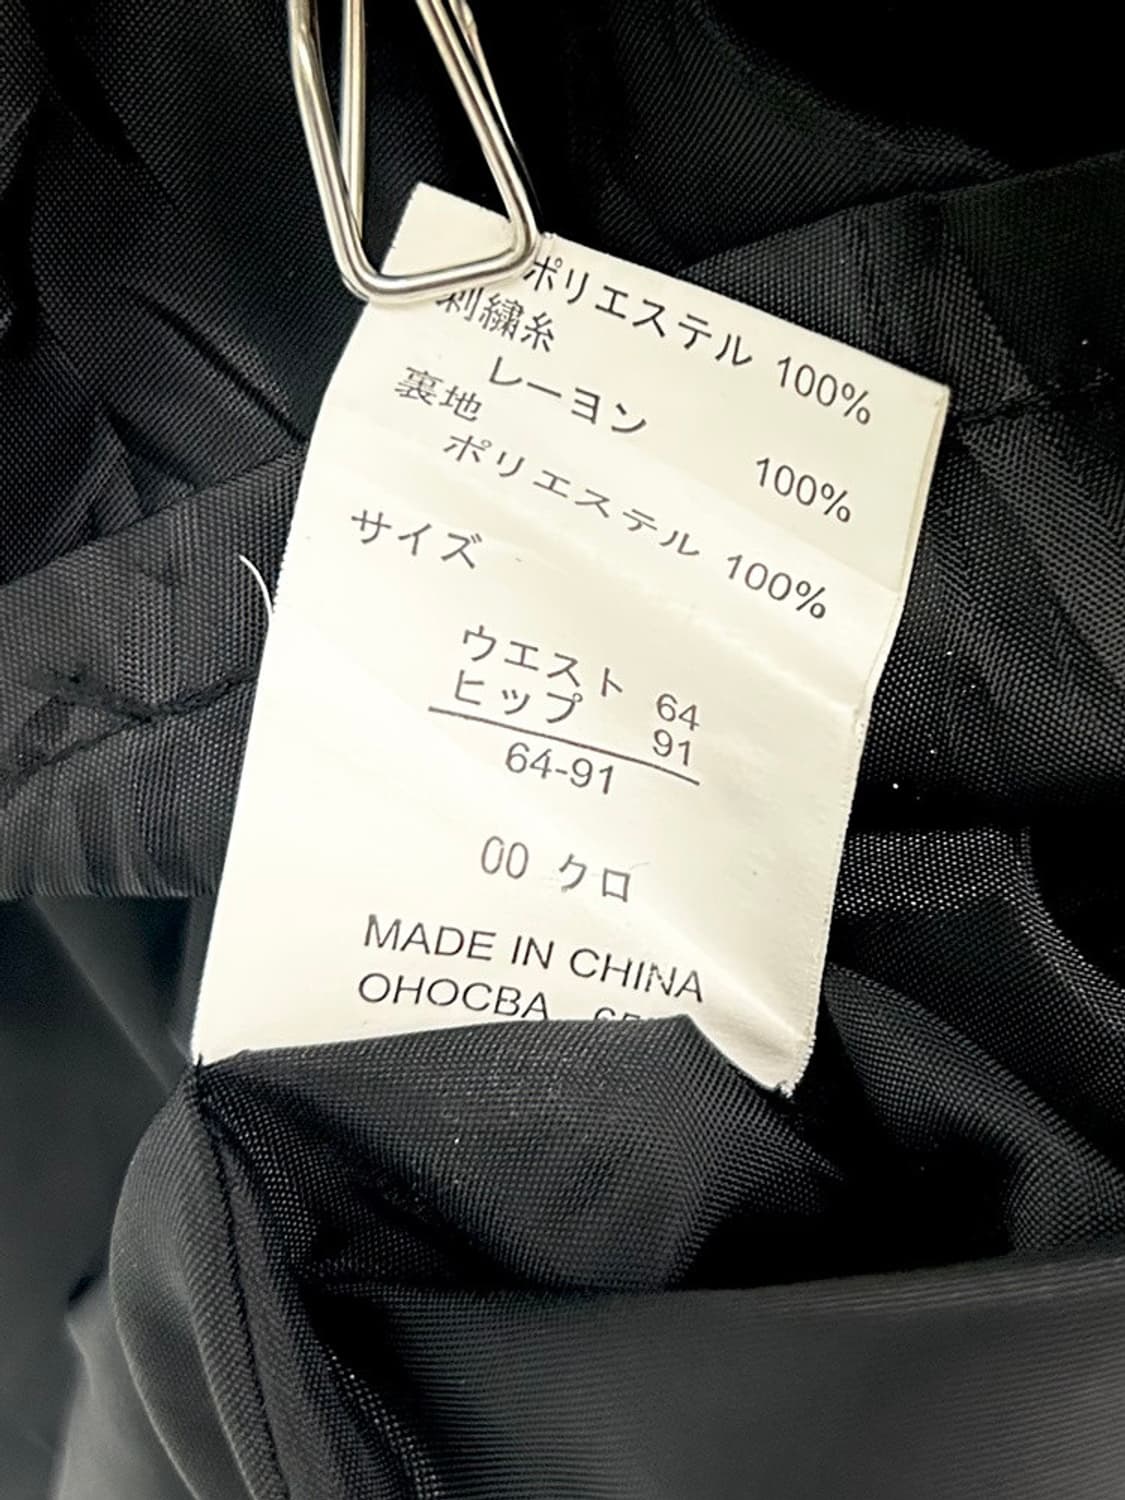 ポリエステル 100%
刺繍糸
レーヨン 100%
裏地
ポリエステル 100%
サイズ
ウエスト 64
ヒップ 91
64-91
00 クロ
MADE IN CHINA
OHOCBA